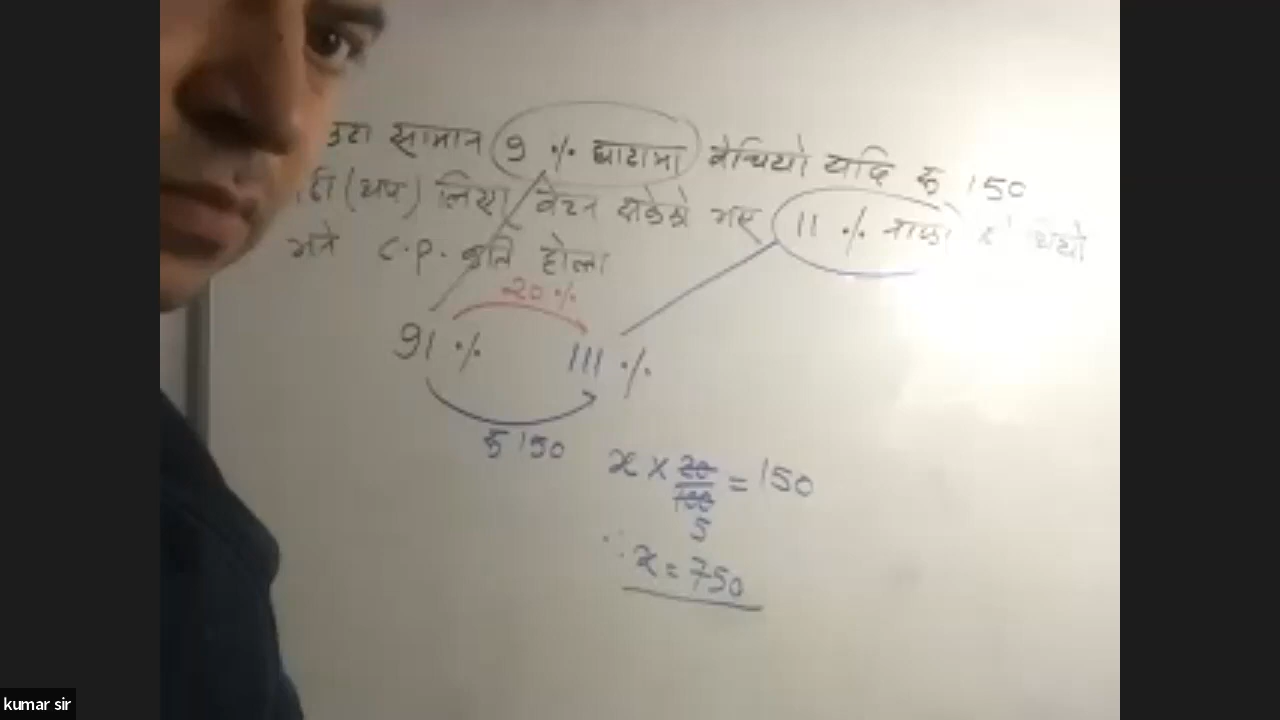 उटा सामान 9 % घाटामा बेचियो यदि रू 150
(थप) लिएर बेच्न सकेको भए 11 % नाफा थियो
भने C.P. कति होला
20 %
91 % 111 %
रू 150
x × 20/100 = 150
5
∴ x = 750
kumar sir